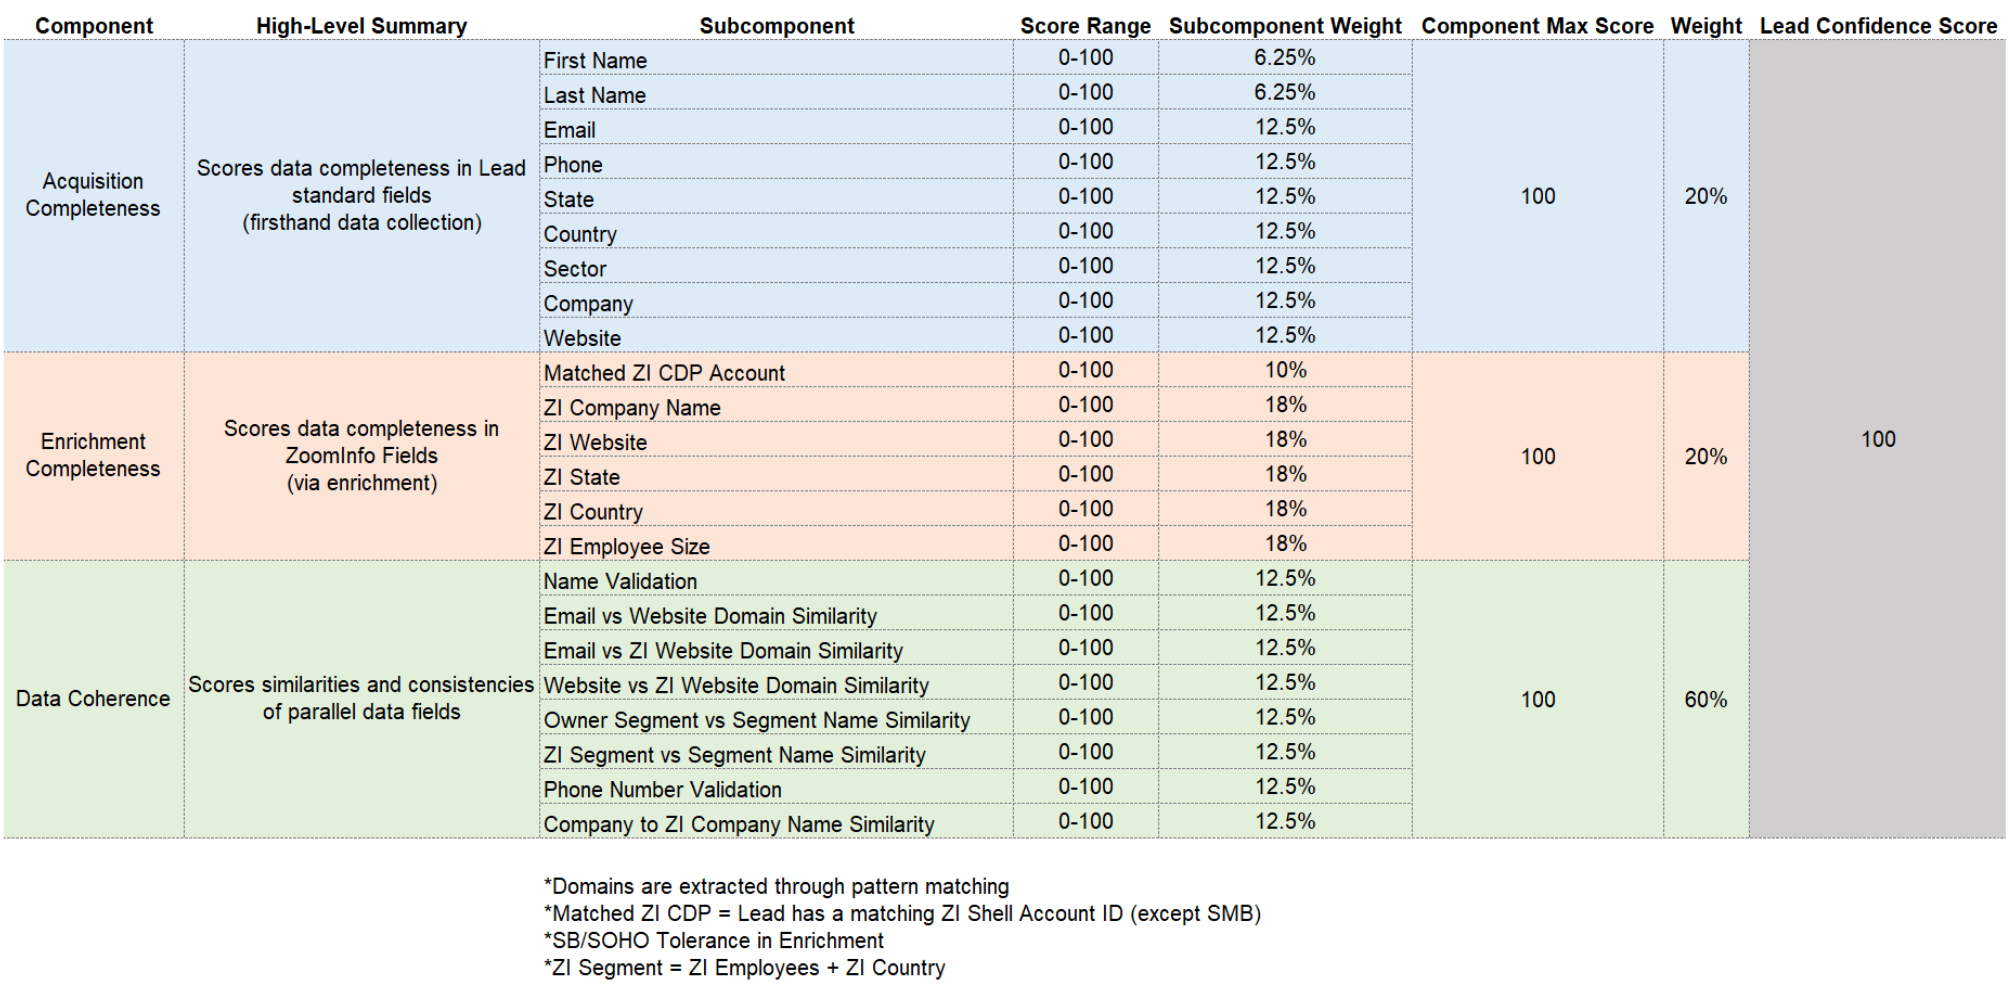 Component High-Level Summary Subcomponent Score Range Subcomponent Weight Component Max Score Weight Lead Confidence Score
Acquisition
Completeness
Scores data completeness in Lead
standard fields
(firsthand data collection)
First Name 0-100 6.25%
Last Name 0-100 6.25%
Email 0-100 12.5%
Phone 0-100 12.5%
State 0-100 12.5%
Country 0-100 12.5%
Sector 0-100 12.5%
Company 0-100 12.5%
Website 0-100 12.5%
100 20%
Enrichment
Completeness
Scores data completeness in
ZoomInfo Fields
(via enrichment)
Matched ZI CDP Account 0-100 10%
ZI Company Name 0-100 18%
ZI Website 0-100 18%
ZI State 0-100 18%
ZI Country 0-100 18%
ZI Employee Size 0-100 18%
100 20%
Data Coherence
Scores similarities and consistencies
of parallel data fields
Name Validation 0-100 12.5%
Email vs Website Domain Similarity 0-100 12.5%
Email vs ZI Website Domain Similarity 0-100 12.5%
Website vs ZI Website Domain Similarity 0-100 12.5%
Owner Segment vs Segment Name Similarity 0-100 12.5%
ZI Segment vs Segment Name Similarity 0-100 12.5%
Phone Number Validation 0-100 12.5%
Company to ZI Company Name Similarity 0-100 12.5%
100 60%
100
*Domains are extracted through pattern matching
*Matched ZI CDP = Lead has a matching ZI Shell Account ID (except SMB)
*SB/SOHO Tolerance in Enrichment
*ZI Segment = ZI Employees + ZI Country